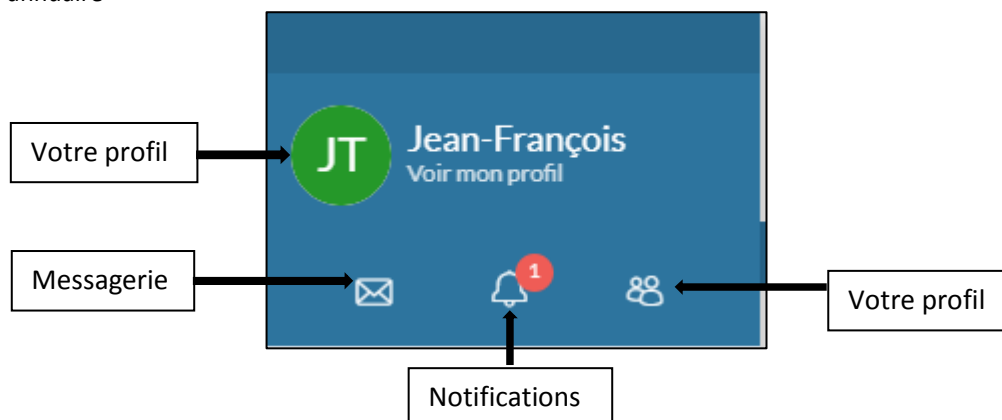 annuaire
Jean-François
Votre profil
JT
Voir mon profil
Messagerie
1
Votre profil
Notifications